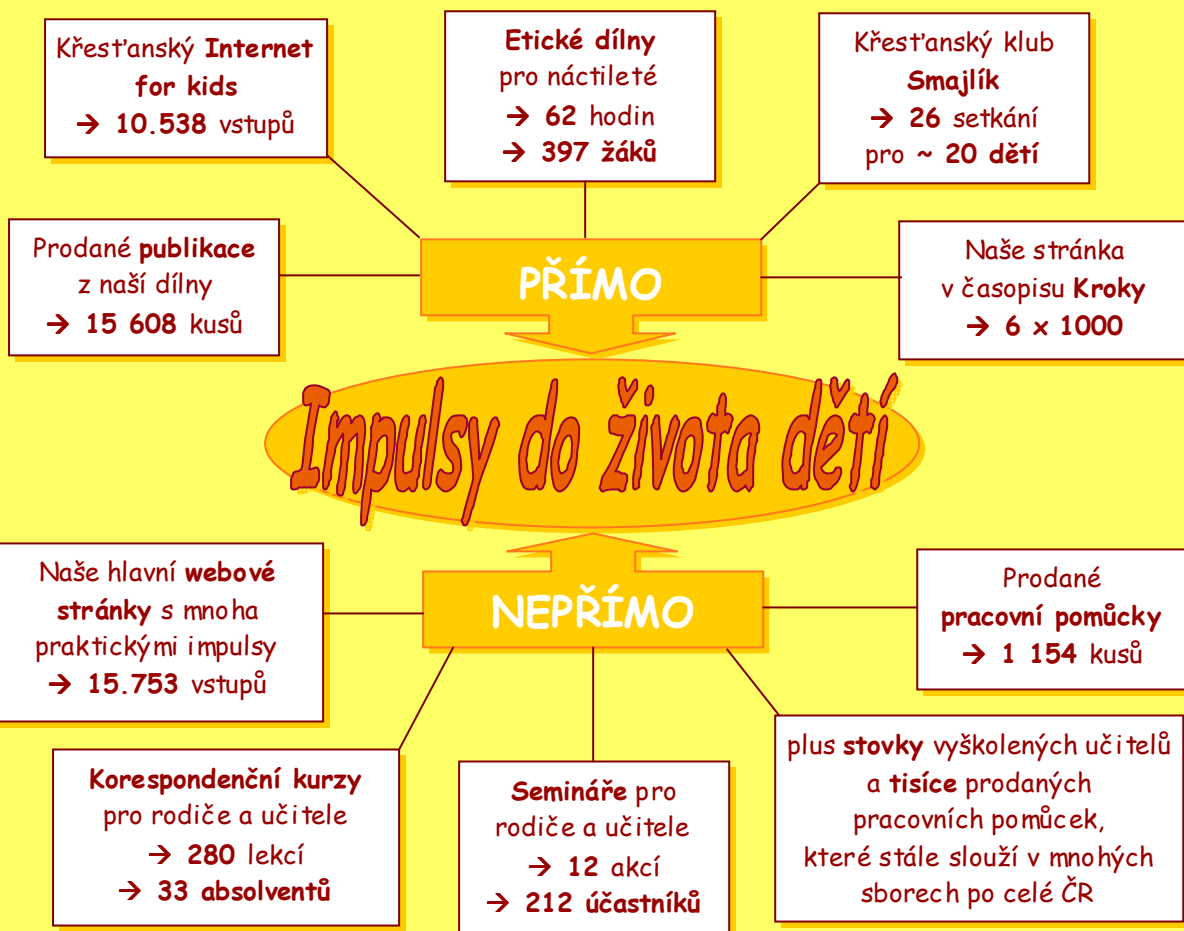 Křesťanský Internet
for kids
→ 10.538 vstupů
Etické dílny
pro náctileté
→ 62 hodin
→ 397 žáků
Křesťanský klub
Smajlík
→ 26 setkání
pro ~ 20 dětí
Prodané publikace
z naší dílny
→ 15 608 kusů
PŘÍMO
Naše stránka
v časopisu Kroky
→ 6 x 1000
Impulsy do života dětí
Naše hlavní webové
stránky s mnoha
praktickými impulsy
→ 15.753 vstupů
NEPŘÍMO
Prodané
pracovní pomůcky
→ 1 154 kusů
Korespondenční kurzy
pro rodiče a učitele
→ 280 lekcí
→ 33 absolventů
Semináře pro
rodiče a učitele
→ 12 akcí
→ 212 účastníků
plus stovky vyškolených učitelů
a tisíce prodaných
pracovních pomůcek,
které stále slouží v mnohých
sborech po celé ČR